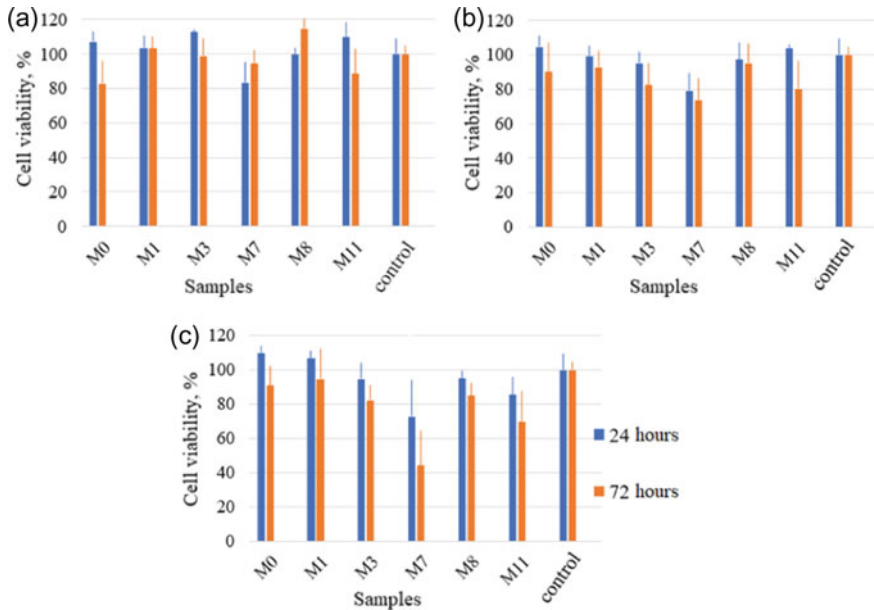 (a)
120
100
80
60
40
20
0
Cell viability, %
M0 M1 M3 M7 M8 M11 control
Samples
(b)
120
100
80
60
40
20
0
Cell viability, %
M0 M1 M3 M7 M8 M11 control
Samples
(c)
120
100
80
60
40
20
0
Cell viability, %
M0 M1 M3 M7 M8 M11 control
Samples
24 hours
72 hours